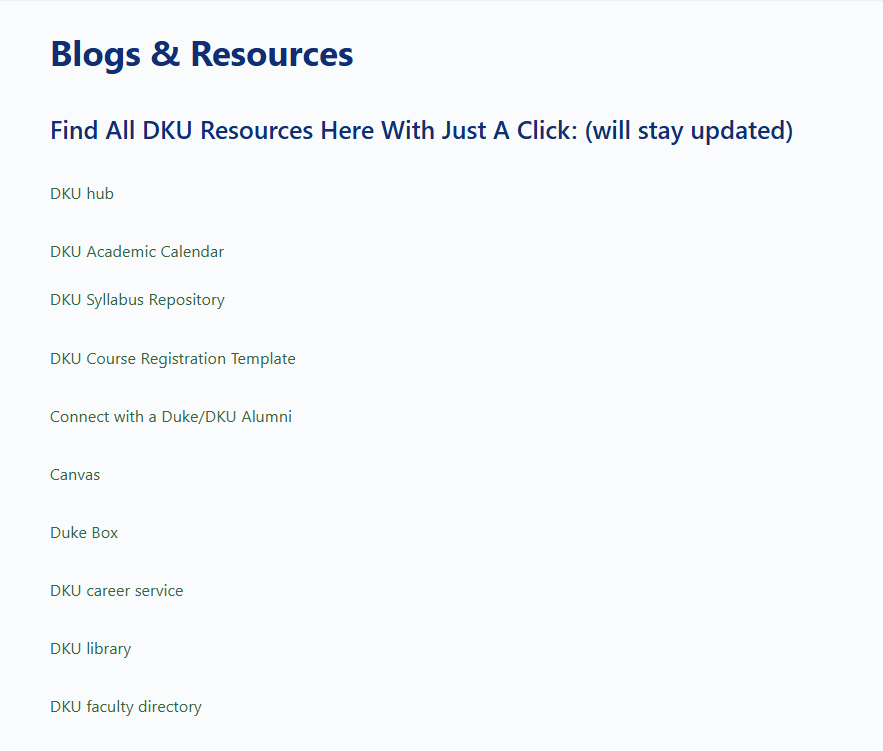 Blogs & Resources
Find All DKU Resources Here With Just A Click: (will stay updated)
DKU hub
DKU Academic Calendar
DKU Syllabus Repository
DKU Course Registration Template
Connect with a Duke/DKU Alumni
Canvas
Duke Box
DKU career service
DKU library
DKU faculty directory